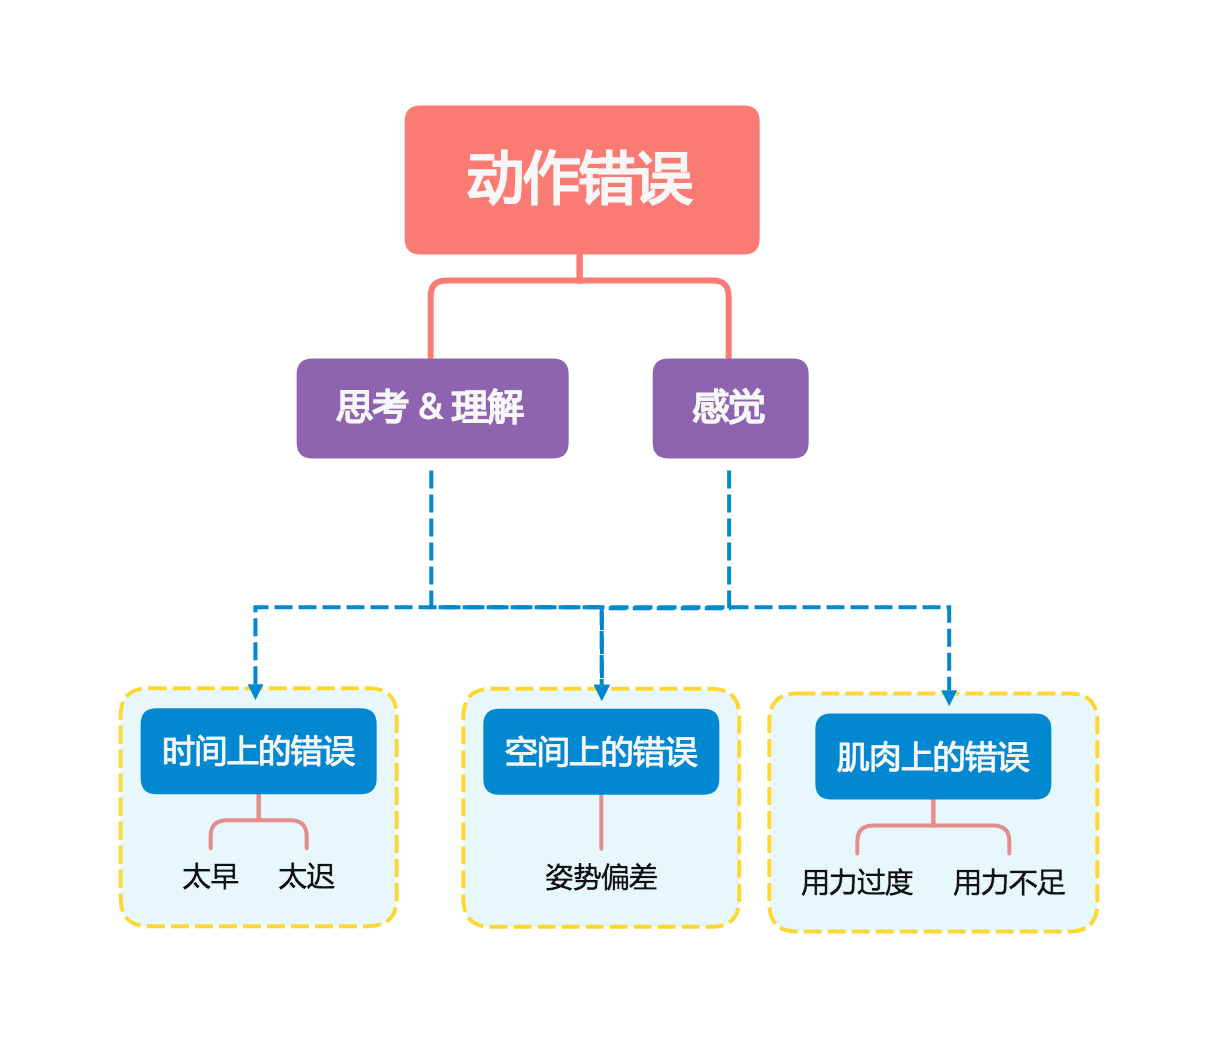 动作错误
思考 & 理解
感觉
时间上的错误
空间上的错误
肌肉上的错误
太早
太迟
姿势偏差
用力过度
用力不足